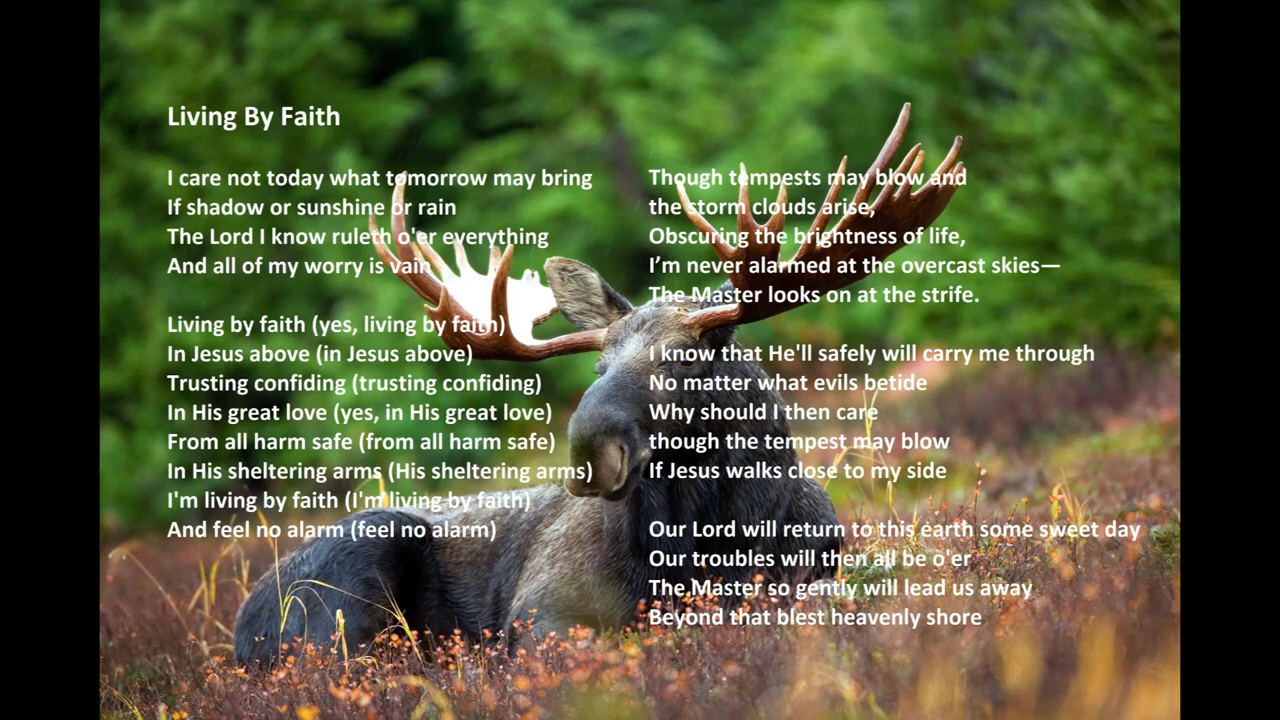 Living By Faith
I care not today what tomorrow may bring
If shadow or sunshine or rain
The Lord I know ruleth o'er everything
And all of my worry is vain
Living by faith (yes, living by faith)
In Jesus above (in Jesus above)
Trusting confiding (trusting confiding)
In His great love (yes, in His great love)
From all harm safe (from all harm safe)
In His sheltering arms (His sheltering arms)
I'm living by faith (I'm living by faith)
And feel no alarm (feel no alarm)
Though tempests may blow and
the storm clouds arise,
Obscuring the brightness of life,
I’m never alarmed at the overcast skies—
The Master looks on at the strife.
I know that He'll safely will carry me through
No matter what evils betide
Why should I then care
though the tempest may blow
If Jesus walks close to my side
Our Lord will return to this earth some sweet day
Our troubles will then all be o'er
The Master so gently will lead us away
Beyond that blest heavenly shore